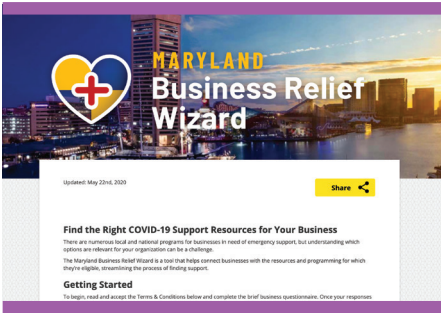 MARYLAND
Business Relief
Wizard
Updated: May 22nd, 2020
Share
Find the Right COVID-19 Support Resources for Your Business
There are numerous local and national programs for businesses in need of emergency support, but understanding which
options are relevant for your organization can be a challenge.
The Maryland Business Relief Wizard is a tool that helps connect businesses with the resources and programming for which
they're eligible, streamlining the process of finding support.
Getting Started
To begin, read and accept the Terms & Conditions below and complete the brief business questionnaire. Once your responses